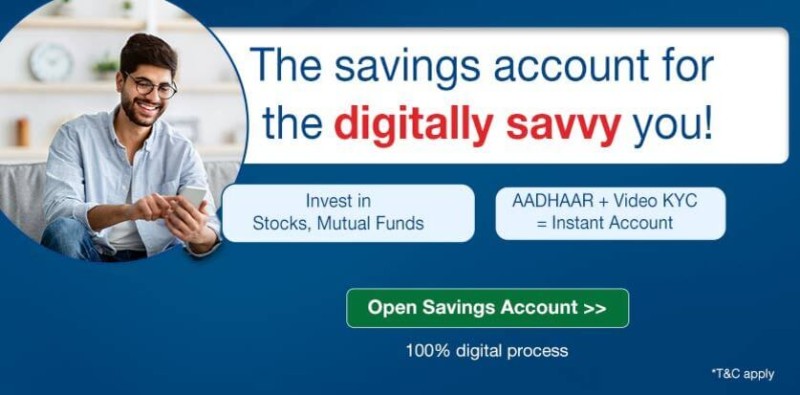 The savings account for
the digitally savvy you!
Invest in
Stocks, Mutual Funds
AADHAAR + Video KYC
= Instant Account
Open Savings Account >>
100% digital process
*T&C apply